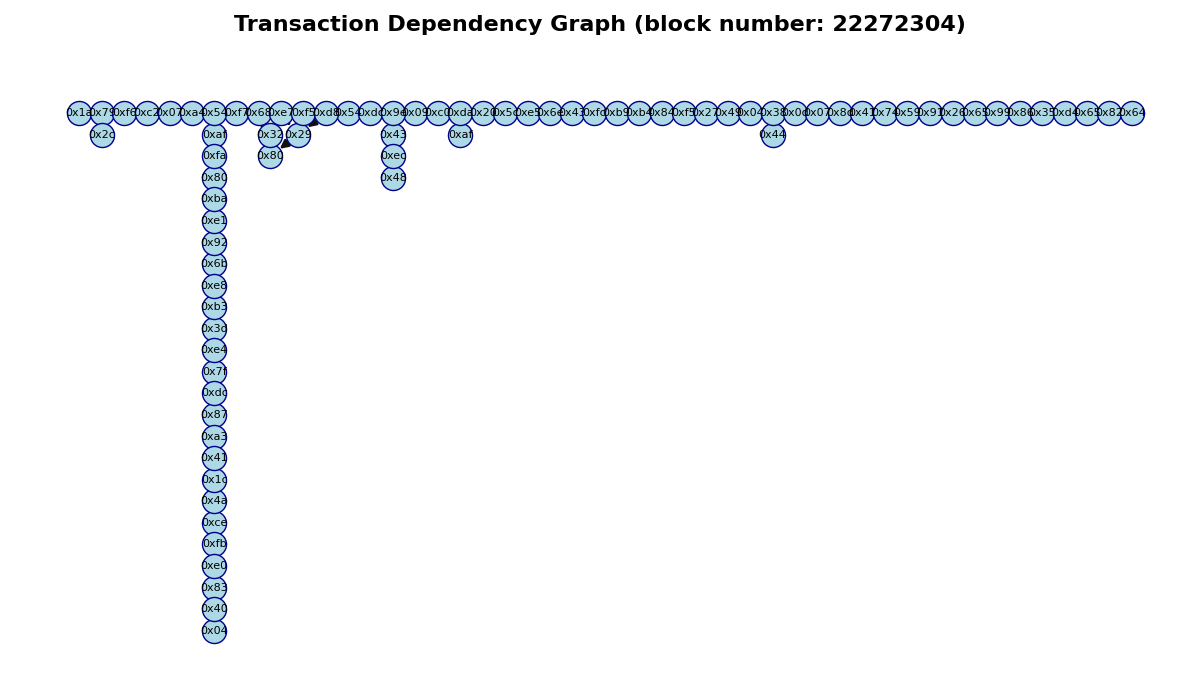 Transaction Dependency Graph (block number: 22272304)
0x1a 0x79 0xf6 0xc2 0x07 0xa4 0x54 0xf7 0x68 0xe7 0xf5 0xd8 0x54 0xdc 0x9d 0x09 0xc0 0xda 0x20 0x5c 0xe5 0x6e 0x43 0xfd 0xb9 0xb4 0x84 0xf5 0x27 0x49 0x04 0x38 0x0d 0x07 0x8d 0x41 0x74 0x59 0x91 0x26 0x65 0x99 0x86 0x35 0xd4 0x65 0x82 0x64
0x2c 0xaf 0x32 0x29 0x43 0xaf 0x44
0xfa 0x80 0xec
0x80 0x48
0xba
0xe1
0x92
0x6b
0xe8
0xb3
0x3d
0xe4
0x7f
0xdc
0x87
0xa3
0x41
0x1c
0x4a
0xce
0xfb
0xe0
0x83
0x40
0x04